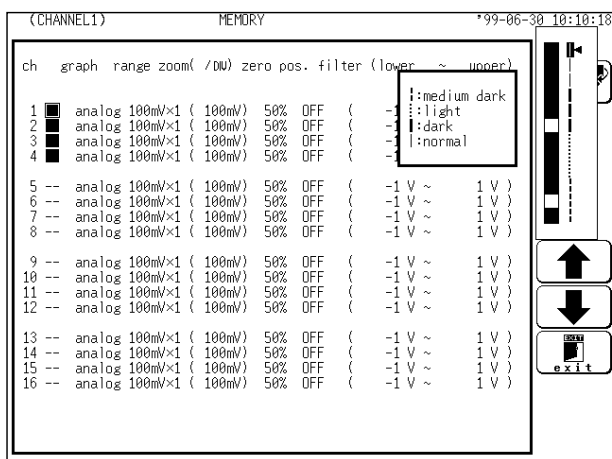 (CHANNEL1) MEMORY '99-06-30 10:10:18
ch graph range zoom( /DIV) zero pos. filter (lower ~ upper)
1 analog 100mV×1 ( 100mV) 50% OFF ( -1
2 analog 100mV×1 ( 100mV) 50% OFF ( -1
3 analog 100mV×1 ( 100mV) 50% OFF ( -1
4 analog 100mV×1 ( 100mV) 50% OFF ( -1
:medium dark
:light
:dark
:normal
5 -- analog 100mV×1 ( 100mV) 50% OFF ( -1 V ~ 1 V )
6 -- analog 100mV×1 ( 100mV) 50% OFF ( -1 V ~ 1 V )
7 -- analog 100mV×1 ( 100mV) 50% OFF ( -1 V ~ 1 V )
8 -- analog 100mV×1 ( 100mV) 50% OFF ( -1 V ~ 1 V )
9 -- analog 100mV×1 ( 100mV) 50% OFF ( -1 V ~ 1 V )
10 -- analog 100mV×1 ( 100mV) 50% OFF ( -1 V ~ 1 V )
11 -- analog 100mV×1 ( 100mV) 50% OFF ( -1 V ~ 1 V )
12 -- analog 100mV×1 ( 100mV) 50% OFF ( -1 V ~ 1 V )
13 -- analog 100mV×1 ( 100mV) 50% OFF ( -1 V ~ 1 V )
14 -- analog 100mV×1 ( 100mV) 50% OFF ( -1 V ~ 1 V )
15 -- analog 100mV×1 ( 100mV) 50% OFF ( -1 V ~ 1 V )
16 -- analog 100mV×1 ( 100mV) 50% OFF ( -1 V ~ 1 V )
EXIT
exit